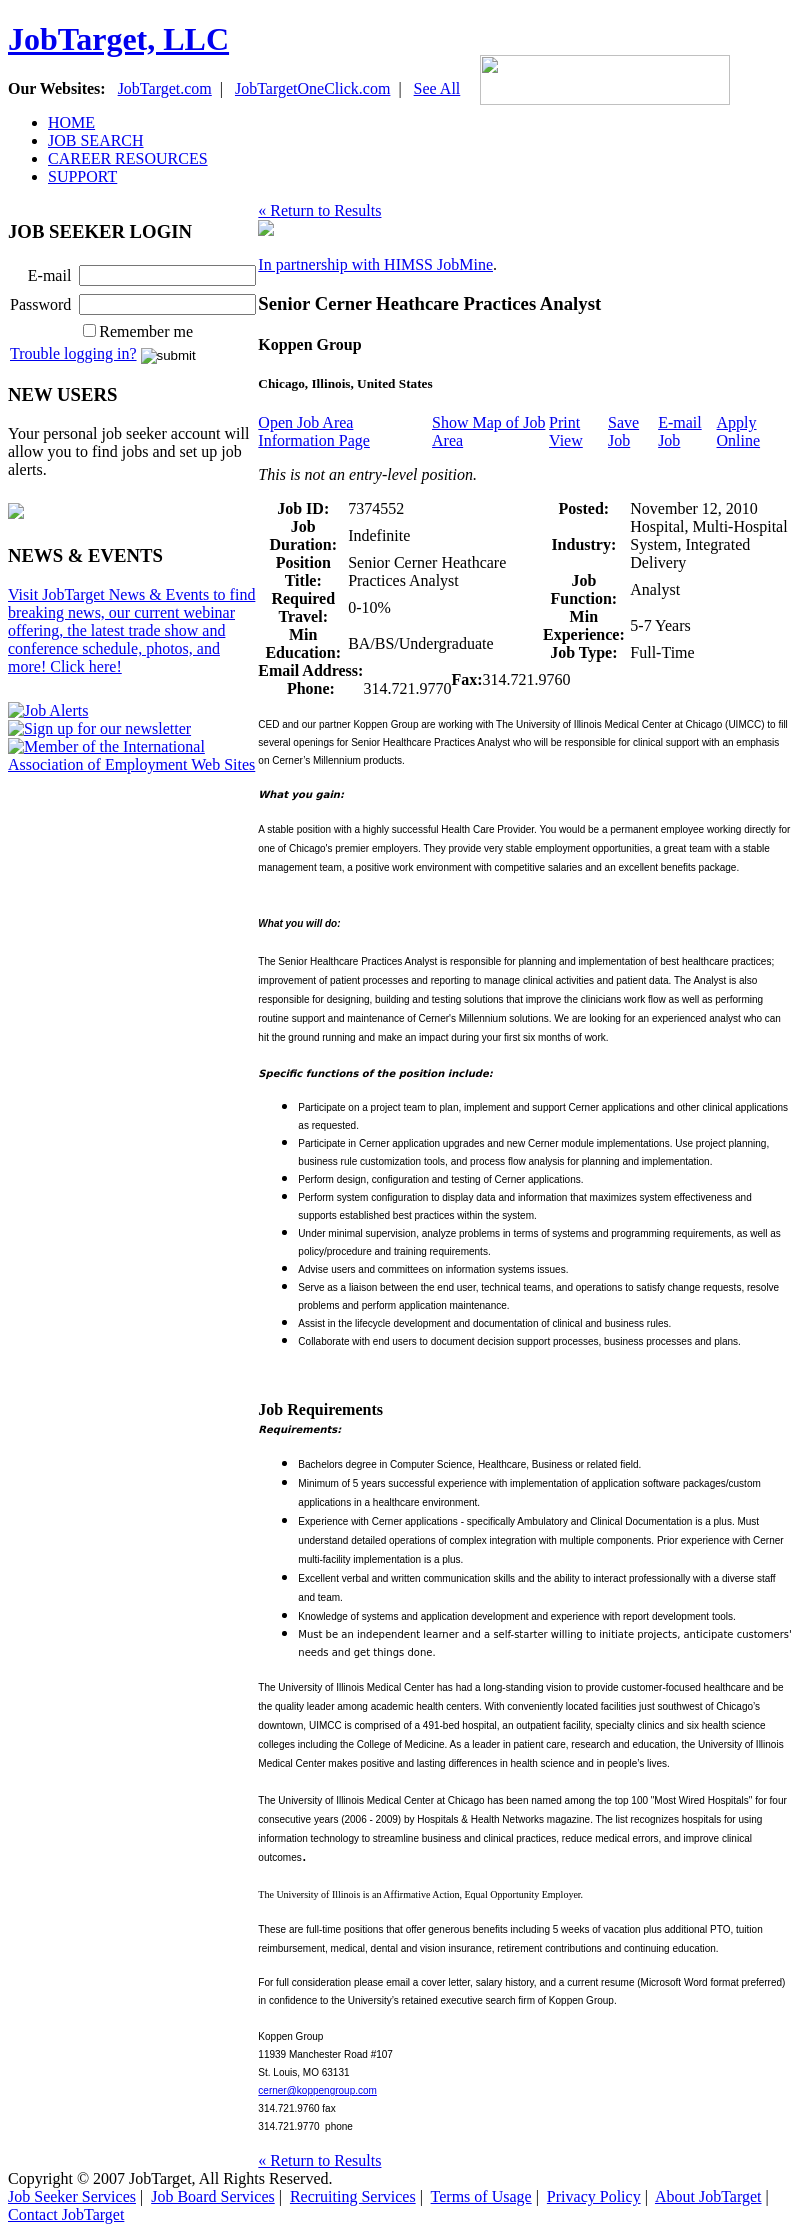 JobTarget, LLC
Our Websites: JobTarget.com | JobTargetOneClick.com | See All
HOME
JOB SEARCH
CAREER RESOURCES
SUPPORT
JOB SEEKER LOGIN
E-mail
Password
Remember me
Trouble logging in? submit
NEW USERS
Your personal job seeker account will
allow you to find jobs and set up job
alerts.
NEWS & EVENTS
Visit JobTarget News & Events to find
breaking news, our current webinar
offering, the latest trade show and
conference schedule, photos, and
more! Click here!
Job Alerts
Sign up for our newsletter
Member of the International
Association of Employment Web Sites
« Return to Results
In partnership with HIMSS JobMine.
Senior Cerner Heathcare Practices Analyst
Koppen Group
Chicago, Illinois, United States
Open Job Area Show Map of Job Print Save E-mail Apply
Information Page Area View Job Job Online
This is not an entry-level position.
Job ID: 7374552
Job
Duration: Indefinite
Position Senior Cerner Heathcare
Title: Practices Analyst
Required
Travel: 0-10%
Min
Education: BA/BS/Undergraduate
Posted: November 12, 2010
Hospital, Multi-Hospital
Industry: System, Integrated
Delivery
Job
Function: Analyst
Min
Experience: 5-7 Years
Job Type: Full-Time
Email Address:
Phone: 314.721.9770 Fax: 314.721.9760
CED and our partner Koppen Group are working with The University of Illinois Medical Center at Chicago (UIMCC) to fill
several openings for Senior Healthcare Practices Analyst who will be responsible for clinical support with an emphasis
on Cerner's Millennium products.
What you gain:
A stable position with a highly successful Health Care Provider. You would be a permanent employee working directly for
one of Chicago's premier employers. They provide very stable employment opportunities, a great team with a stable
management team, a positive work environment with competitive salaries and an excellent benefits package.
What you will do:
The Senior Healthcare Practices Analyst is responsible for planning and implementation of best healthcare practices;
improvement of patient processes and reporting to manage clinical activities and patient data. The Analyst is also
responsible for designing, building and testing solutions that improve the clinicians work flow as well as performing
routine support and maintenance of Cerner's Millennium solutions. We are looking for an experienced analyst who can
hit the ground running and make an impact during your first six months of work.
Specific functions of the position include:
Participate on a project team to plan, implement and support Cerner applications and other clinical applications
as requested.
Participate in Cerner application upgrades and new Cerner module implementations. Use project planning,
business rule customization tools, and process flow analysis for planning and implementation.
Perform design, configuration and testing of Cerner applications.
Perform system configuration to display data and information that maximizes system effectiveness and
supports established best practices within the system.
Under minimal supervision, analyze problems in terms of systems and programming requirements, as well as
policy/procedure and training requirements.
Advise users and committees on information systems issues.
Serve as a liaison between the end user, technical teams, and operations to satisfy change requests, resolve
problems and perform application maintenance.
Assist in the lifecycle development and documentation of clinical and business rules.
Collaborate with end users to document decision support processes, business processes and plans.
Job Requirements
Requirements:
Bachelors degree in Computer Science, Healthcare, Business or related field.
Minimum of 5 years successful experience with implementation of application software packages/custom
applications in a healthcare environment.
Experience with Cerner applications - specifically Ambulatory and Clinical Documentation is a plus. Must
understand detailed operations of complex integration with multiple components. Prior experience with Cerner
multi-facility implementation is a plus.
Excellent verbal and written communication skills and the ability to interact professionally with a diverse staff
and team.
Knowledge of systems and application development and experience with report development tools.
Must be an independent learner and a self-starter willing to initiate projects, anticipate customers'
needs and get things done.
The University of Illinois Medical Center has had a long-standing vision to provide customer-focused healthcare and be
the quality leader among academic health centers. With conveniently located facilities just southwest of Chicago's
downtown, UIMCC is comprised of a 491-bed hospital, an outpatient facility, specialty clinics and six health science
colleges including the College of Medicine. As a leader in patient care, research and education, the University of Illinois
Medical Center makes positive and lasting differences in health science and in people's lives.
The University of Illinois Medical Center at Chicago has been named among the top 100 "Most Wired Hospitals" for four
consecutive years (2006 - 2009) by Hospitals & Health Networks magazine. The list recognizes hospitals for using
information technology to streamline business and clinical practices, reduce medical errors, and improve clinical
outcomes.
The University of Illinois is an Affirmative Action, Equal Opportunity Employer.
These are full-time positions that offer generous benefits including 5 weeks of vacation plus additional PTO, tuition
reimbursement, medical, dental and vision insurance, retirement contributions and continuing education.
For full consideration please email a cover letter, salary history, and a current resume (Microsoft Word format preferred)
in confidence to the University's retained executive search firm of Koppen Group.
Koppen Group
11939 Manchester Road #107
St. Louis, MO 63131
cerner@koppengroup.com
314.721.9760 fax
314.721.9770 phone
« Return to Results
Copyright © 2007 JobTarget, All Rights Reserved.
Job Seeker Services | Job Board Services | Recruiting Services | Terms of Usage | Privacy Policy | About JobTarget |
Contact JobTarget